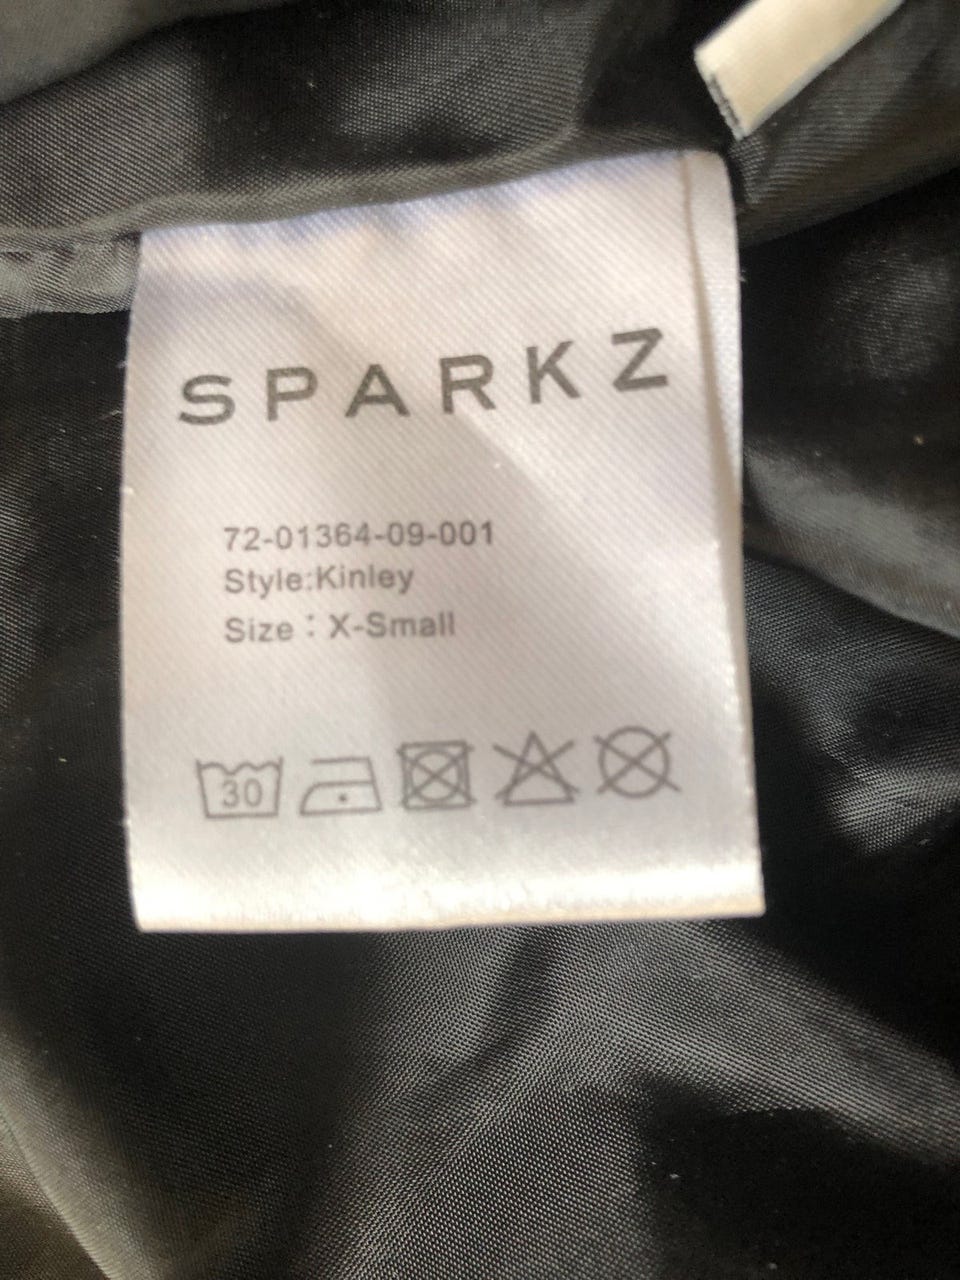 SPARKZ
72-01364-09-001
Style:Kinley
Size : X-Small
30